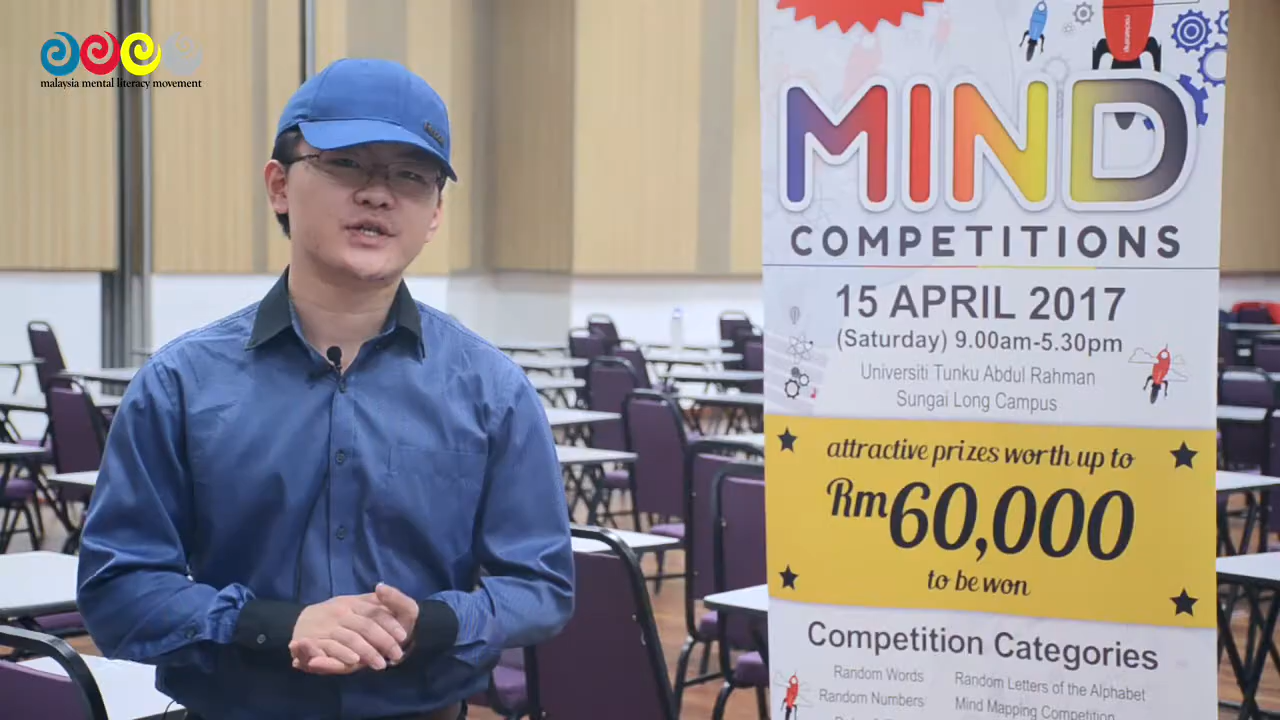 malaysia mental literacy movement
MIND
COMPETITIONS
15 APRIL 2017
(Saturday) 9.00am-5.30pm
Universiti Tunku Abdul Rahman
Sungai Long Campus
attractive prizes worth up to
Rm60,000
to be won
Competition Categories
Random Words
Random Letters of the Alphabet
Random Numbers
Mind Mapping Competition